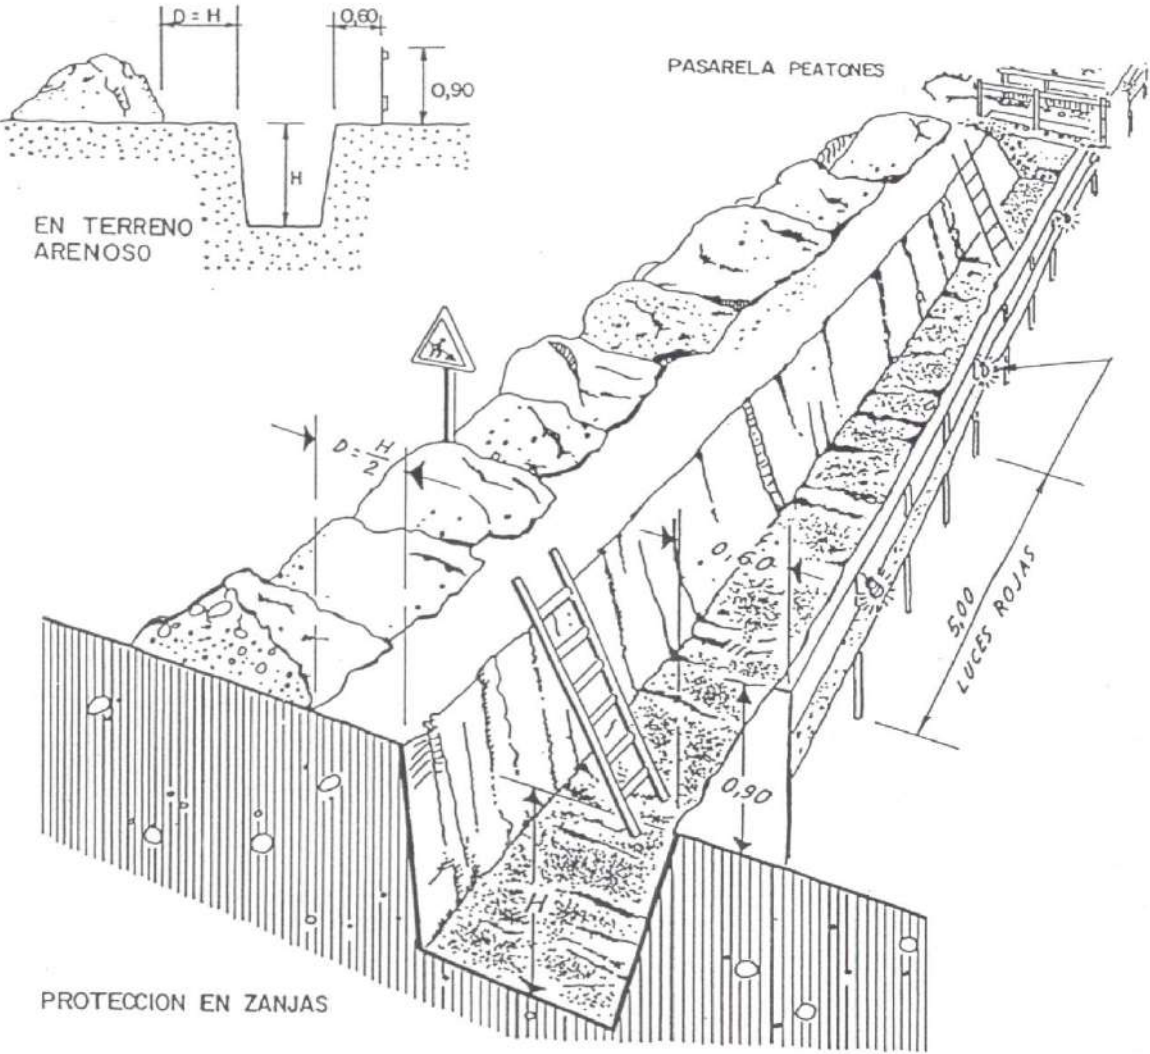 D = H
0,60
0,90
H
EN TERRENO
ARENOSO
PASARELA PEATONES
D = H/2
0,60
5,00
LUCES ROJAS
0,90
H
PROTECCION EN ZANJAS